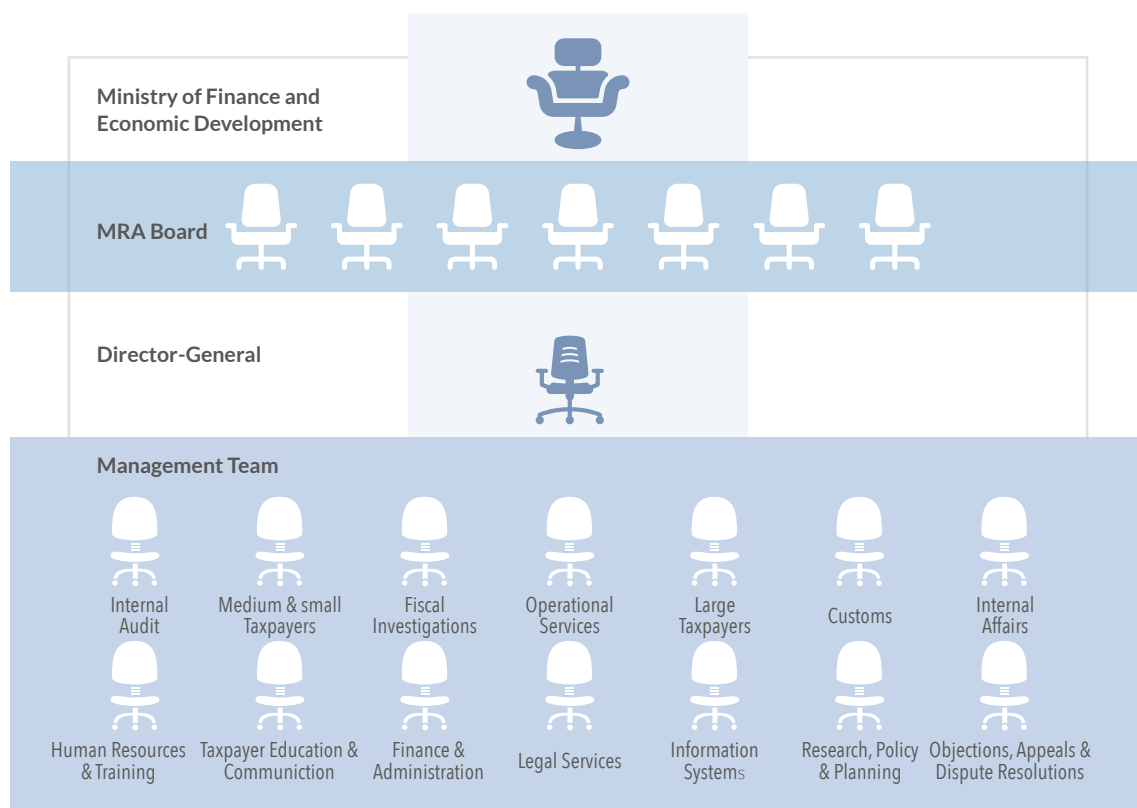 Ministry of Finance and
Economic Development
MRA Board
Director-General
Management Team
Internal
Audit
Medium & small
Taxpayers
Fiscal
Investigations
Operational
Services
Large
Taxpayers
Customs
Internal
Affairs
Human Resources
& Training
Taxpayer Education &
Communiction
Finance &
Administration
Legal Services
Information
Systems
Research, Policy
& Planning
Objections, Appeals &
Dispute Resolutions